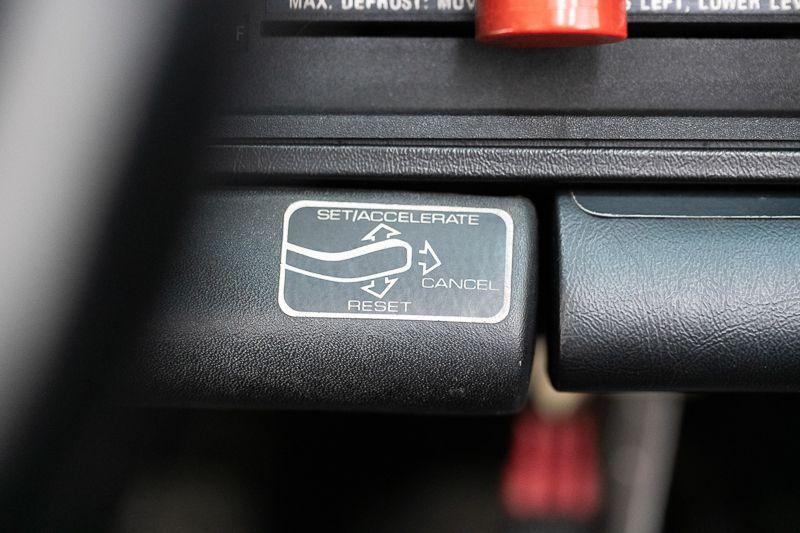 MAX. DEFROST: MOV S LEFT, LOWER LEV
F
SET/ACCELERATE
CANCEL
RESET